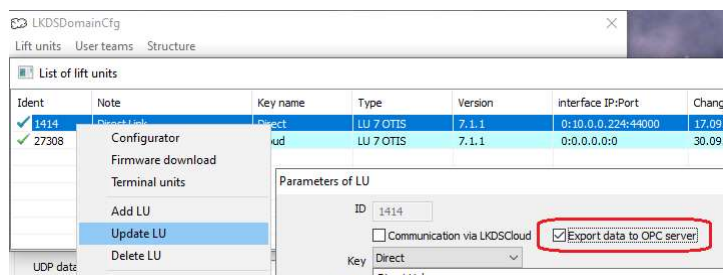 LKDSDomainCfg
Lift units User teams Structure
List of lift units
Ident Note Key name Type Version interface IP:Port
1414 Direct Link Direct LU 7 OTIS 7.1.1 0:10.0.0.224:44000 17.09
27308 LU 7 OTIS 7.1.1 0:0.0.0.0:0 30.09
Configurator
Firmware download
Terminal units
Parameters of LU
ID 1414
Add LU
Communication via LKDSCloud Export data to OPC server
Update LU
Key Direct
Delete LU
UDP data